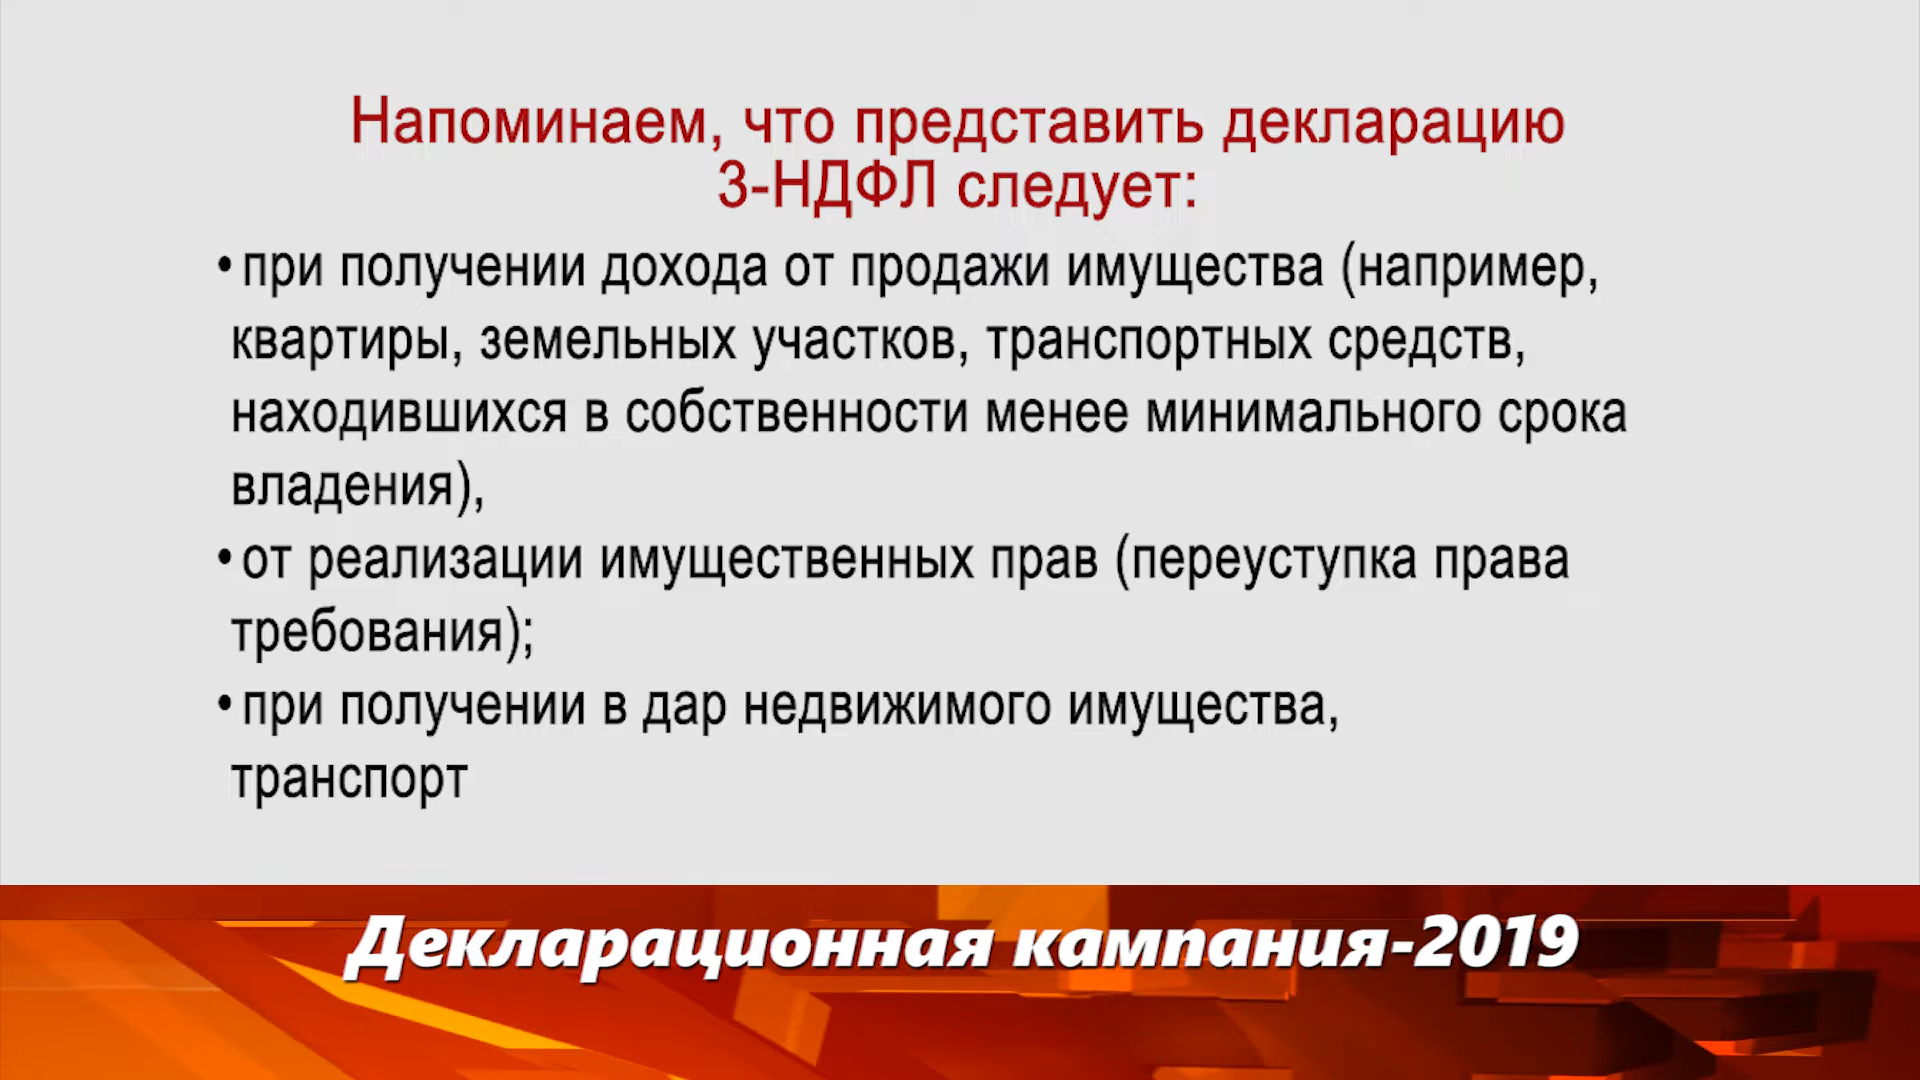 Напоминаем, что представить декларацию
3-НДФЛ следует:
• при получении дохода от продажи имущества (например,
квартиры, земельных участков, транспортных средств,
находившихся в собственности менее минимального срока
владения),
• от реализации имущественных прав (переуступка права
требования);
• при получении в дар недвижимого имущества,
транспорт
Декларационная кампания-2019